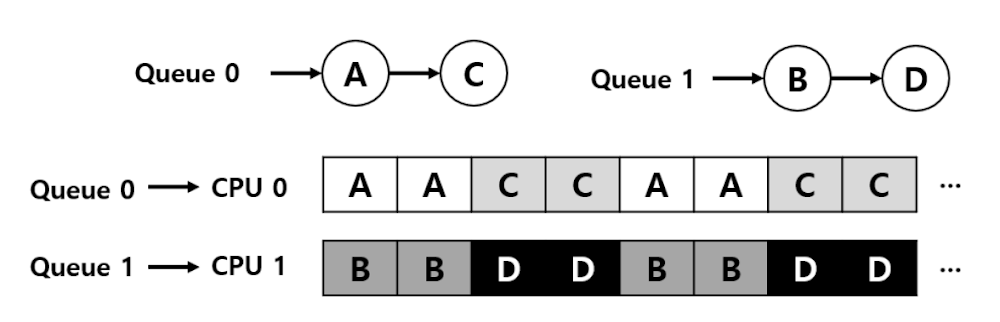 Queue 0 A C Queue 1 B D
Queue 0 CPU 0 A A C C A A C C ...
Queue 1 CPU 1 B B D D B B D D ...